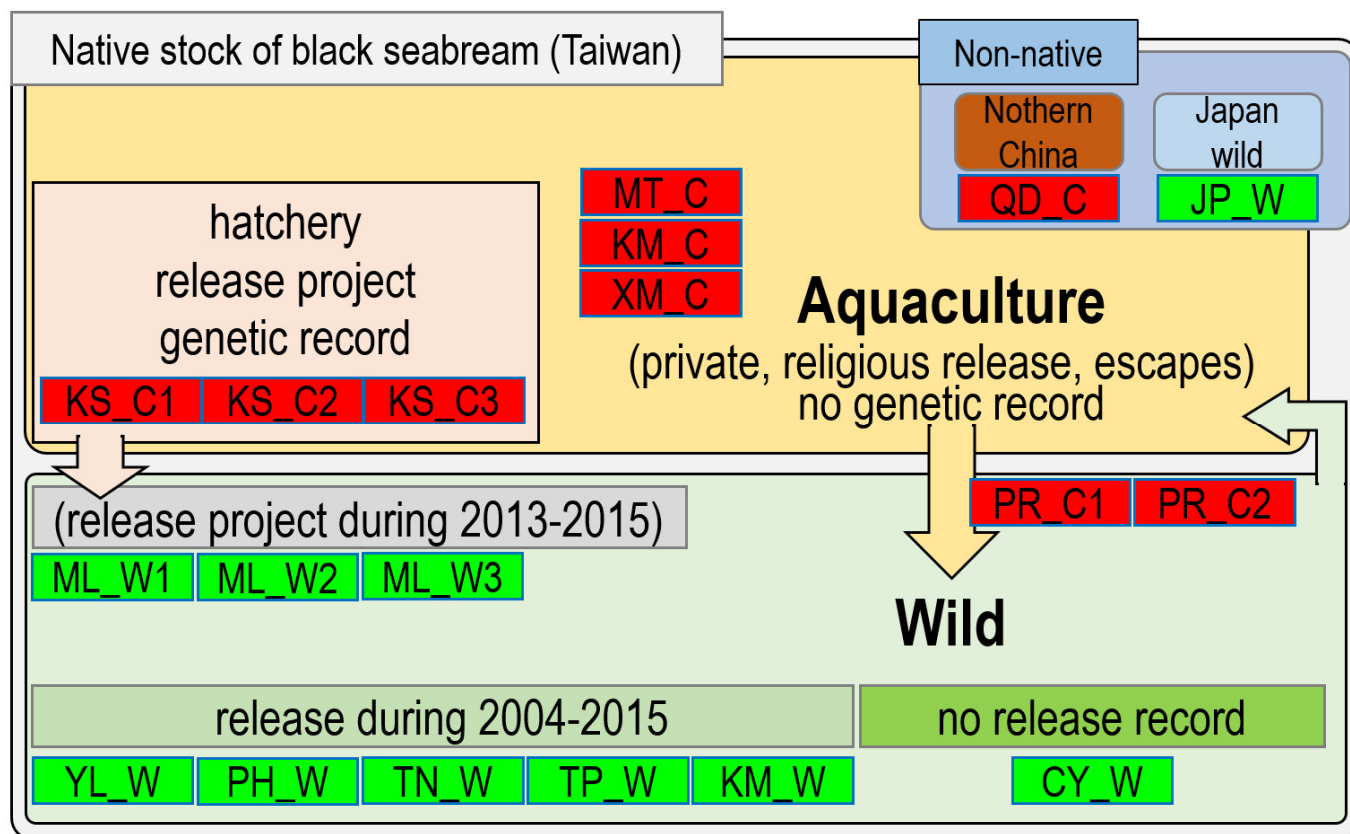 Native stock of black seabream (Taiwan)
Non-native
Nothern
China
Japan
wild
QD_C
JP_W
hatchery
release project
genetic record
KS_C1
KS_C2
KS_C3
MT_C
KM_C
XM_C
Aquaculture
(private, religious release, escapes)
no genetic record
PR_C1
PR_C2
(release project during 2013-2015)
ML_W1
ML_W2
ML_W3
Wild
release during 2004-2015
no release record
YL_W
PH_W
TN_W
TP_W
KM_W
CY_W